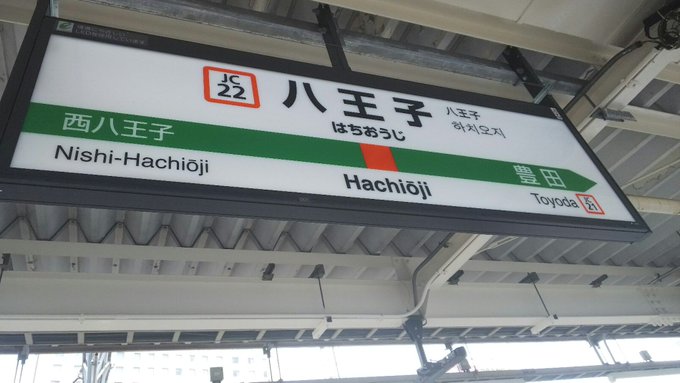 JC
22
八王子
はちおうじ
八王子
하치오지
西八王子
豊田
Nishi-Hachiōji
Hachiōji
Toyoda
JC
21